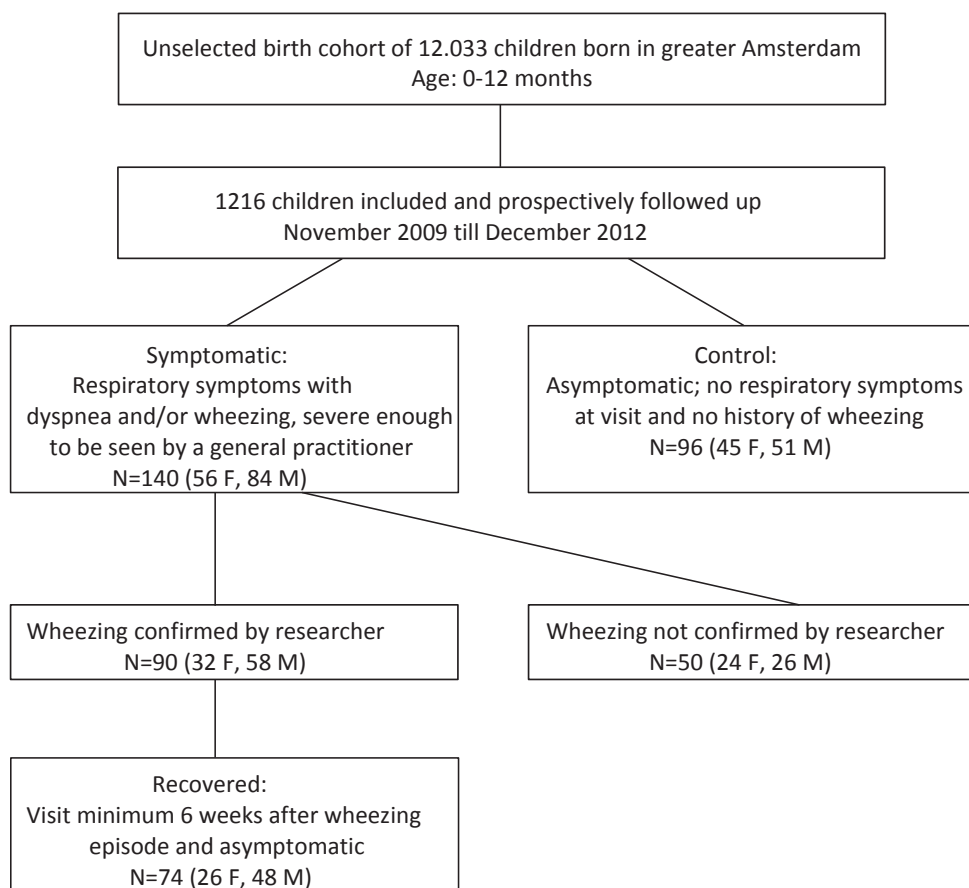 Unselected birth cohort of 12.033 children born in greater Amsterdam
Age: 0-12 months
1216 children included and prospectively followed up
November 2009 till December 2012
Symptomatic:
Respiratory symptoms with
dyspnea and/or wheezing, severe enough
to be seen by a general practitioner
N=140 (56 F, 84 M)
Control:
Asymptomatic; no respiratory symptoms
at visit and no history of wheezing
N=96 (45 F, 51 M)
Wheezing confirmed by researcher
N=90 (32 F, 58 M)
Wheezing not confirmed by researcher
N=50 (24 F, 26 M)
Recovered:
Visit minimum 6 weeks after wheezing
episode and asymptomatic
N=74 (26 F, 48 M)